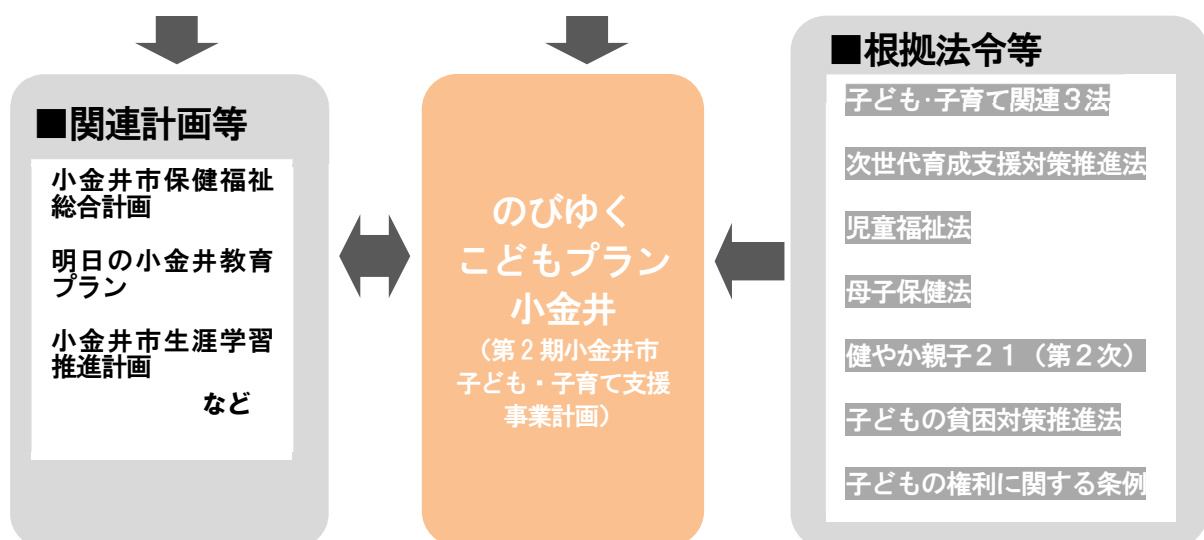 ■関連計画等
小金井市保健福祉
総合計画
明日の小金井教育
プラン
小金井市生涯学習
推進計画
など
のびゆく
こどもプラン
小金井
（第２期小金井市
子ども・子育て支援
事業計画）
■根拠法令等
子ども・子育て関連３法
次世代育成支援対策推進法
児童福祉法
母子保健法
健やか親子２１（第２次）
子どもの貧困対策推進法
子どもの権利に関する条例